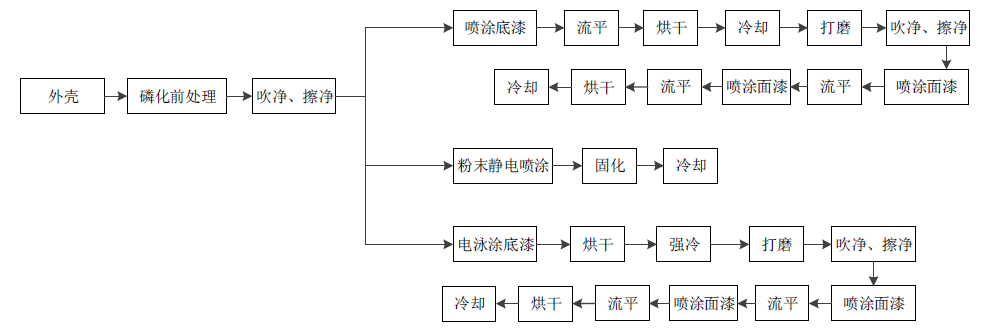 外壳
磷化前处理
吹净、擦净
喷涂底漆
流平
烘干
冷却
打磨
吹净、擦净
喷涂面漆
流平
喷涂面漆
流平
烘干
冷却
粉末静电喷涂
固化
冷却
电泳涂底漆
烘干
强冷
打磨
吹净、擦净
喷涂面漆
流平
喷涂面漆
流平
烘干
冷却